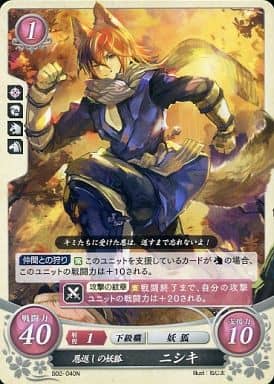 1
キミたちに受けた恩は、返すまで忘れないよ！
仲間との狩り 支 このユニットを支援しているカードが の場合、
このユニットの戦闘力は＋10される。
攻 攻撃の紋章 戦闘終了まで、自分の攻撃
ユニットの戦闘力は＋20される。
戦闘力
40
射程 1 下級職 妖狐
恩返しの妖狐 ニシキ
支援力
10
B02-040N
Illust：ねじ太